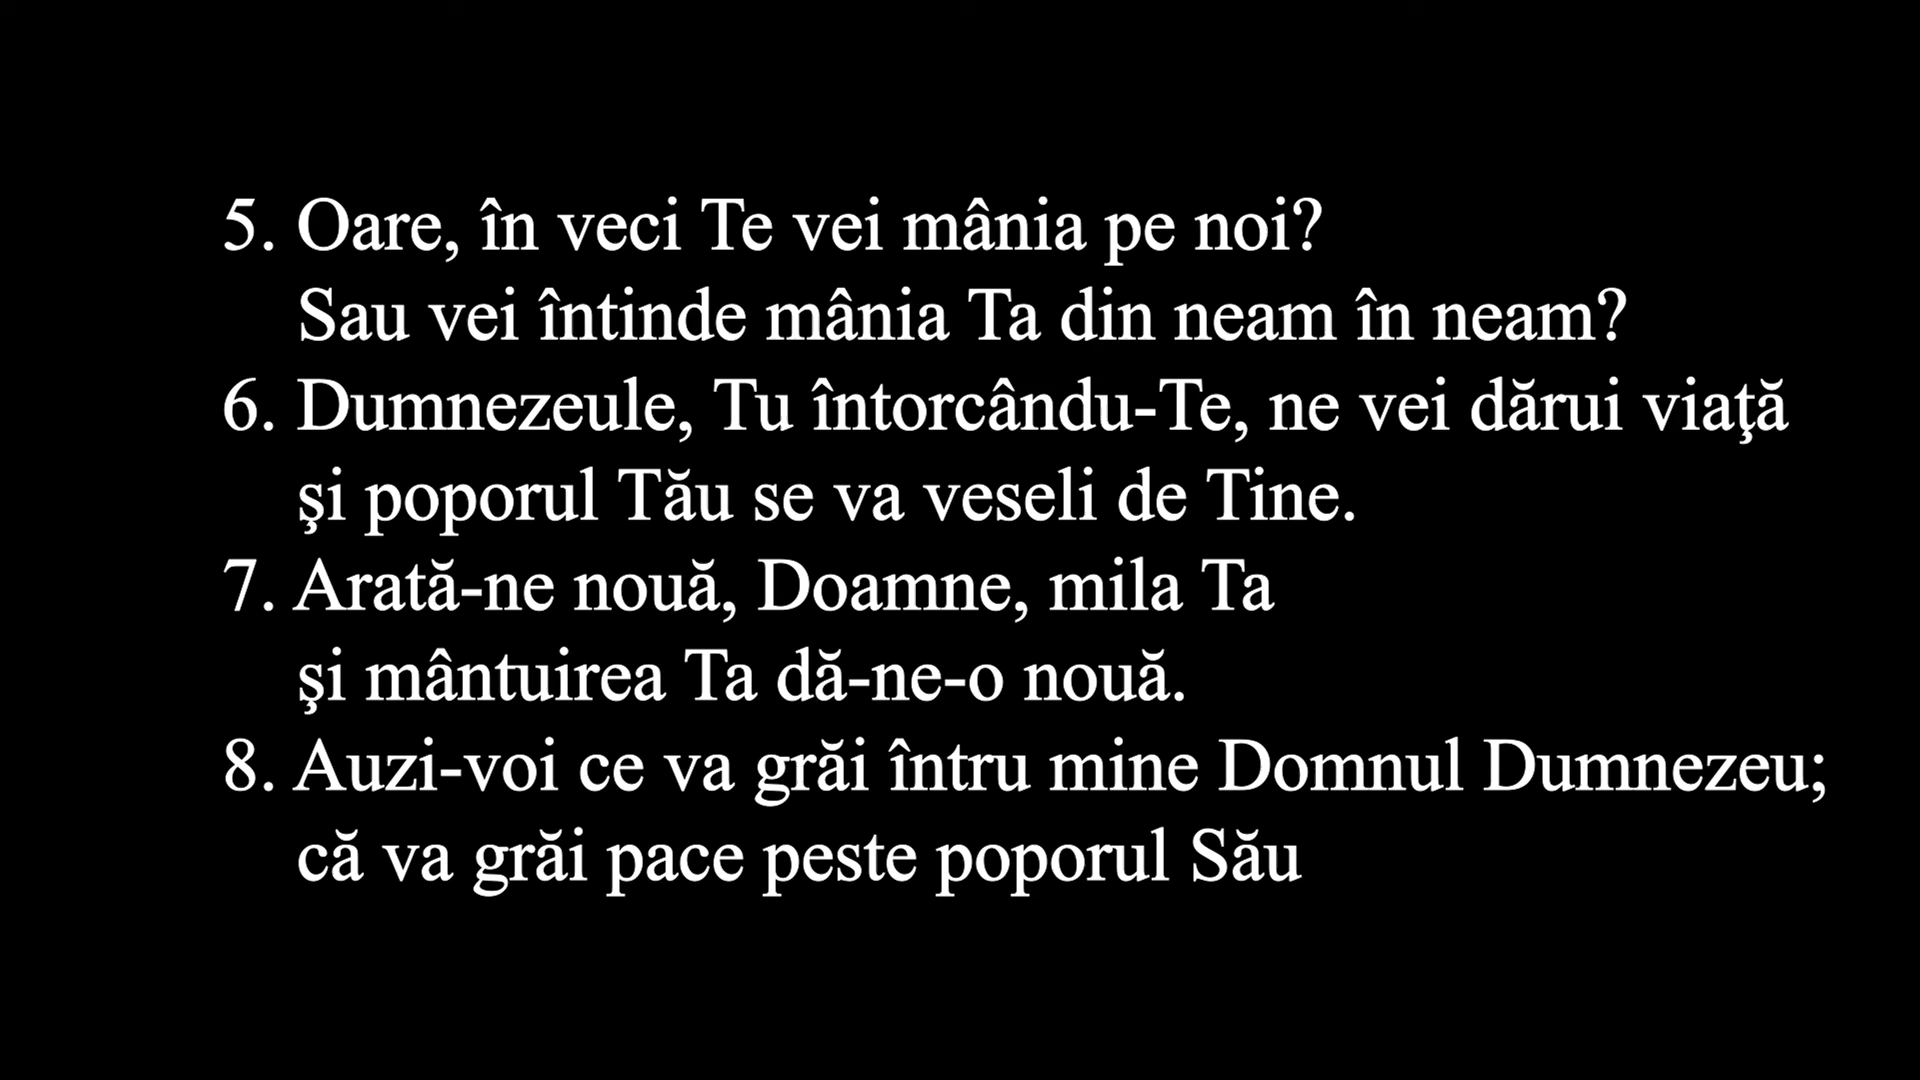 5. Oare, în veci Te vei mânia pe noi?
Sau vei întinde mânia Ta din neam în neam?
6. Dumnezeule, Tu întorcându-Te, ne vei dărui viaţă
şi poporul Tău se va veseli de Tine.
7. Arată-ne nouă, Doamne, mila Ta
şi mântuirea Ta dă-ne-o nouă.
8. Auzi-voi ce va grăi întru mine Domnul Dumnezeu;
că va grăi pace peste poporul Său